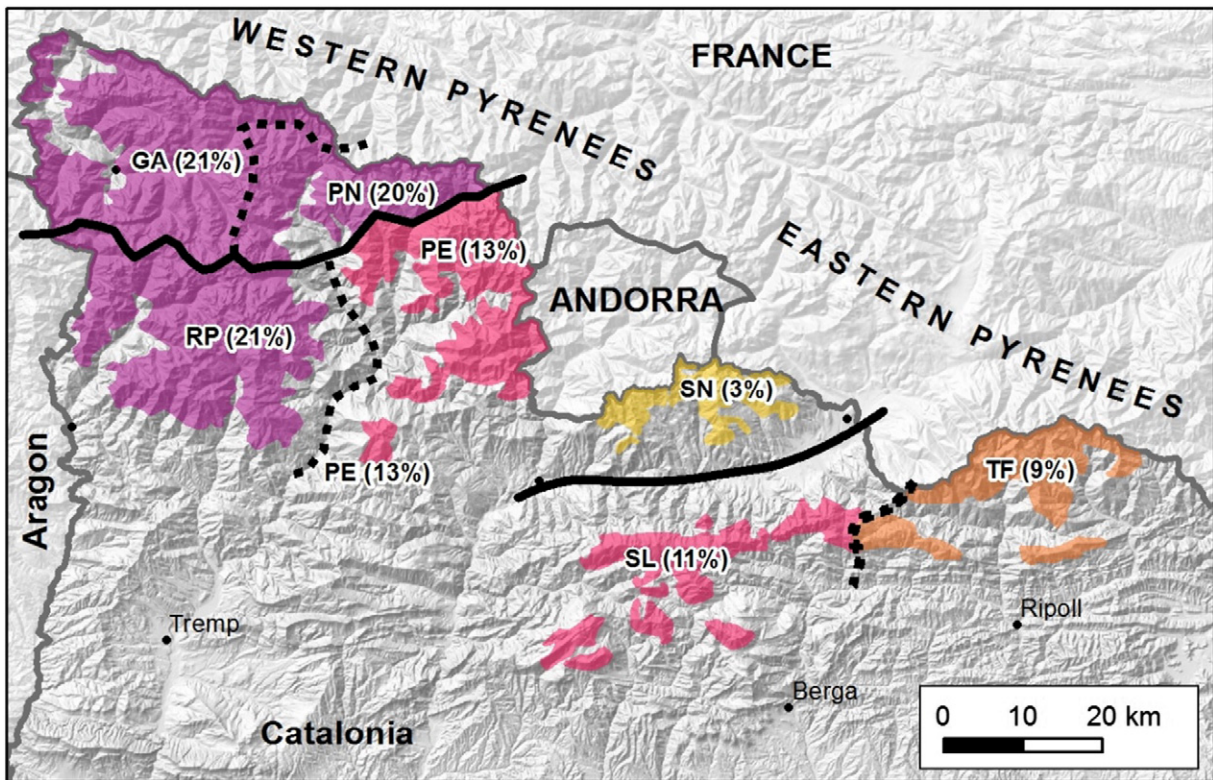 WESTERN PYRENEES
FRANCE
GA (21%)
PN (20%)
PE (13%)
EASTERN PYRENEES
ANDORRA
RP (21%)
SN (3%)
PE (13%)
TF (9%)
Aragon
SL (11%)
Tremp
Ripoll
Berga
Catalonia
0 10 20 km